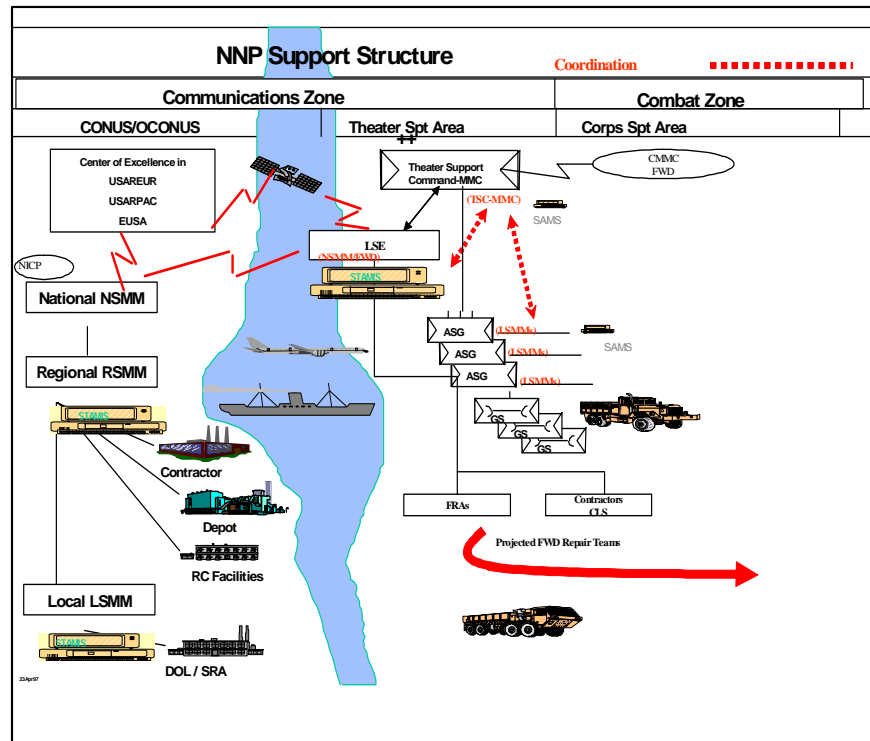 NNP Support Structure
Coordination
Communications Zone
Combat Zone
CONUS/OCONUS
Theater Spt Area
Corps Spt Area
Center of Excellence in
USAREUR
USARPAC
EUSA
Theater Support
Command-MMC
CMMC
FWD
(TSC-MMC)
SAMS
LSE
(NSMM/FWD)
STAMIS
NICP
National NSMM
ASG
(LSMMs)
SAMS
ASG
(LSMMs)
ASG
(LSMMs)
Regional RSMM
STAMIS
GS
GS
GS
Contractor
Depot
FRAs
Contractors
CLS
Projected FWD Repair Teams
RC Facilities
Local LSMM
STAMIS
DOL / SRA
23Apr97